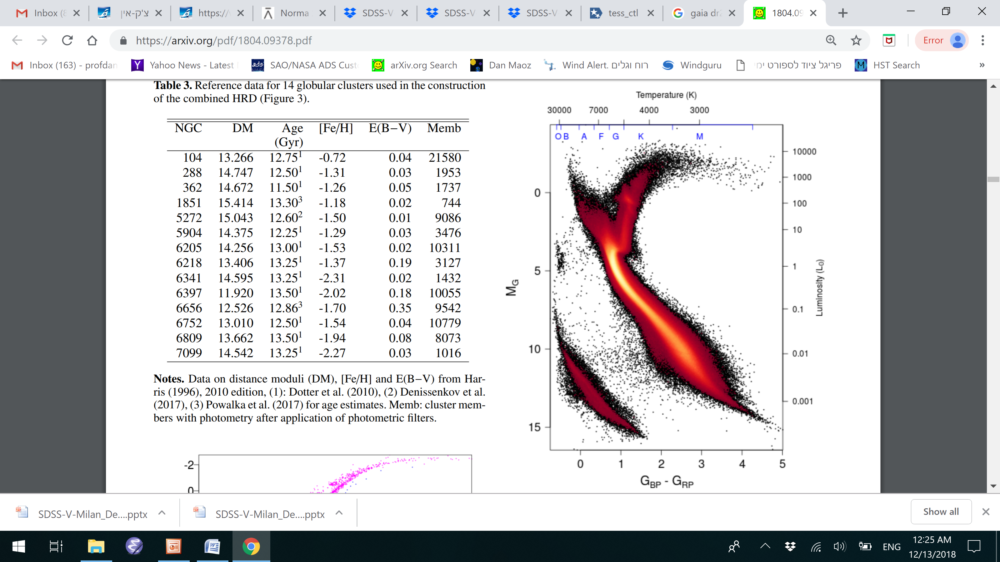 Inbox (8
צ'ק-אין
https://
Norma
SDSS-V
SDSS-V
SDSS-V
tess_ctl
gaia dr2
1804.09
https://arxiv.org/pdf/1804.09378.pdf
Error
Inbox (163) - profdan
Yahoo News - Latest
SAO/NASA ADS Cust
arXiv.org Search
Dan Maoz
Wind Alert. רוח וגלים
Windguru
פריגל ציוד לספורט ימי
HST Search
»
Table 3. Reference data for 14 globular clusters used in the construction
of the combined HRD (Figure 3).
NGC DM Age [Fe/H] E(B−V) Memb
(Gyr)
104 13.266 12.75¹ -0.72 0.04 21580
288 14.747 12.50¹ -1.31 0.03 1953
362 14.672 11.50¹ -1.26 0.05 1737
1851 15.414 13.30³ -1.18 0.02 744
5272 15.043 12.60² -1.50 0.01 9086
5904 14.375 12.25¹ -1.29 0.03 3476
6205 14.256 13.00¹ -1.53 0.02 10311
6218 13.406 13.25¹ -1.37 0.19 3127
6341 14.595 13.25¹ -2.31 0.02 1432
6397 11.920 13.50¹ -2.02 0.18 10055
6656 12.526 12.86³ -1.70 0.35 9542
6752 13.010 12.50¹ -1.54 0.04 10779
6809 13.662 13.50¹ -1.94 0.08 8073
7099 14.542 13.25¹ -2.27 0.03 1016
Notes. Data on distance moduli (DM), [Fe/H] and E(B−V) from Har-
ris (1996), 2010 edition, (1): Dotter et al. (2010), (2) Denissenkov et al.
(2017), (3) Powalka et al. (2017) for age estimates. Memb: cluster mem-
bers with photometry after application of photometric filters.
-2
0
Temperature (K)
30000 7000 4000 3000
O B A F G K M
0
5
10
15
M_G
10000
1000
100
10
1
0.1
0.01
0.001
Luminosity (L⊙)
0 1 2 3 4 5
G_BP - G_RP
SDSS-V-Milan_De....pptx
SDSS-V-Milan_De....pptx
Show all
ENG
12:25 AM
12/13/2018